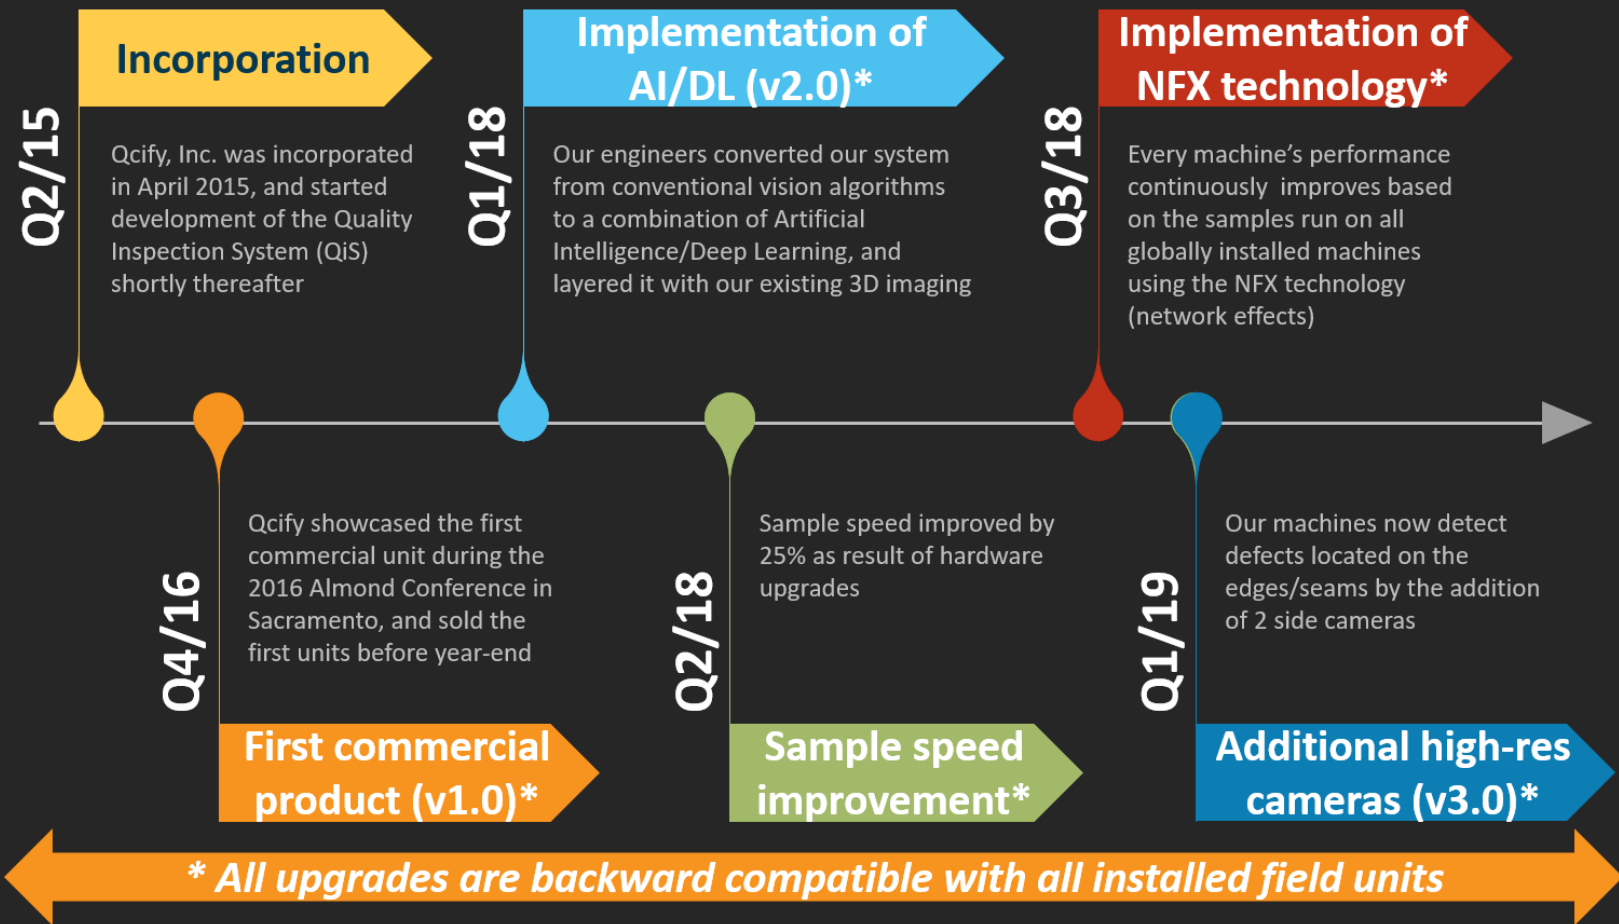 Incorporation
Q2/15
Qcify, Inc. was incorporated
in April 2015, and started
development of the Quality
Inspection System (QiS)
shortly thereafter
Implementation of
AI/DL (v2.0)*
Q1/18
Our engineers converted our system
from conventional vision algorithms
to a combination of Artificial
Intelligence/Deep Learning, and
layered it with our existing 3D imaging
Implementation of
NFX technology*
Q3/18
Every machine’s performance
continuously  improves based
on the samples run on all
globally installed machines
using the NFX technology
(network effects)
Q4/16
Qcify showcased the first
commercial unit during the
2016 Almond Conference in
Sacramento, and sold the
first units before year-end
First commercial
product (v1.0)*
Q2/18
Sample speed improved by
25% as result of hardware
upgrades
Sample speed
improvement*
Q1/19
Our machines now detect
defects located on the
edges/seams by the addition
of 2 side cameras
Additional high-res
cameras (v3.0)*
* All upgrades are backward compatible with all installed field units